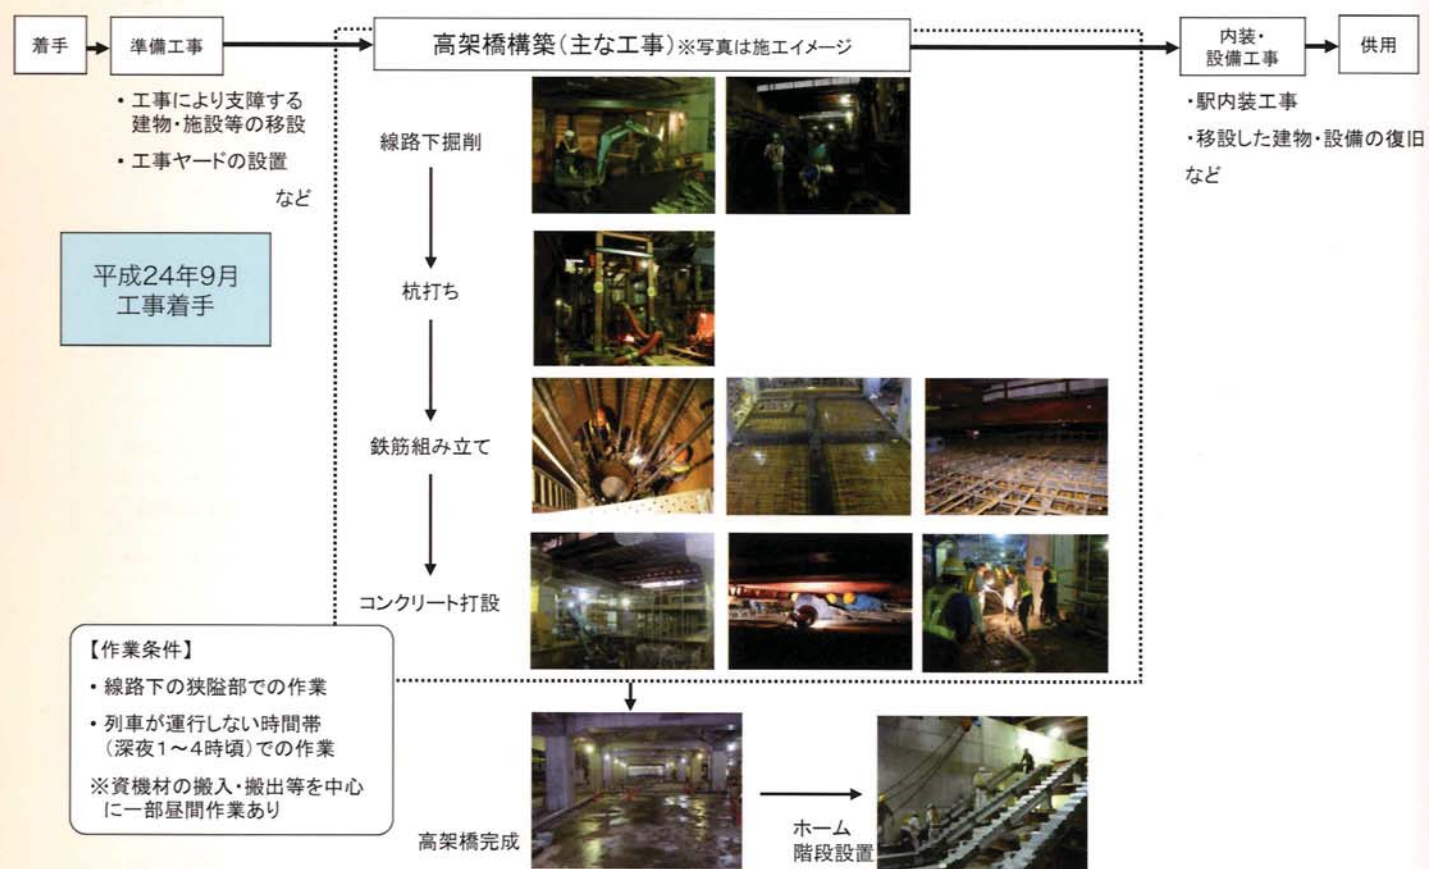 着手
準備工事
高架橋構築(主な工事)※写真は施工イメージ
内装・
設備工事
供用
・工事により支障する
建物・施設等の移設
・工事ヤードの設置
など
平成24年9月
工事着手
線路下掘削
杭打ち
鉄筋組み立て
コンクリート打設
・駅内装工事
・移設した建物・設備の復旧
など
【作業条件】
・線路下の狭隘部での作業
・列車が運行しない時間帯
(深夜1〜4時頃)での作業
※資機材の搬入・搬出等を中心
に一部昼間作業あり
高架橋完成
ホーム
階段設置